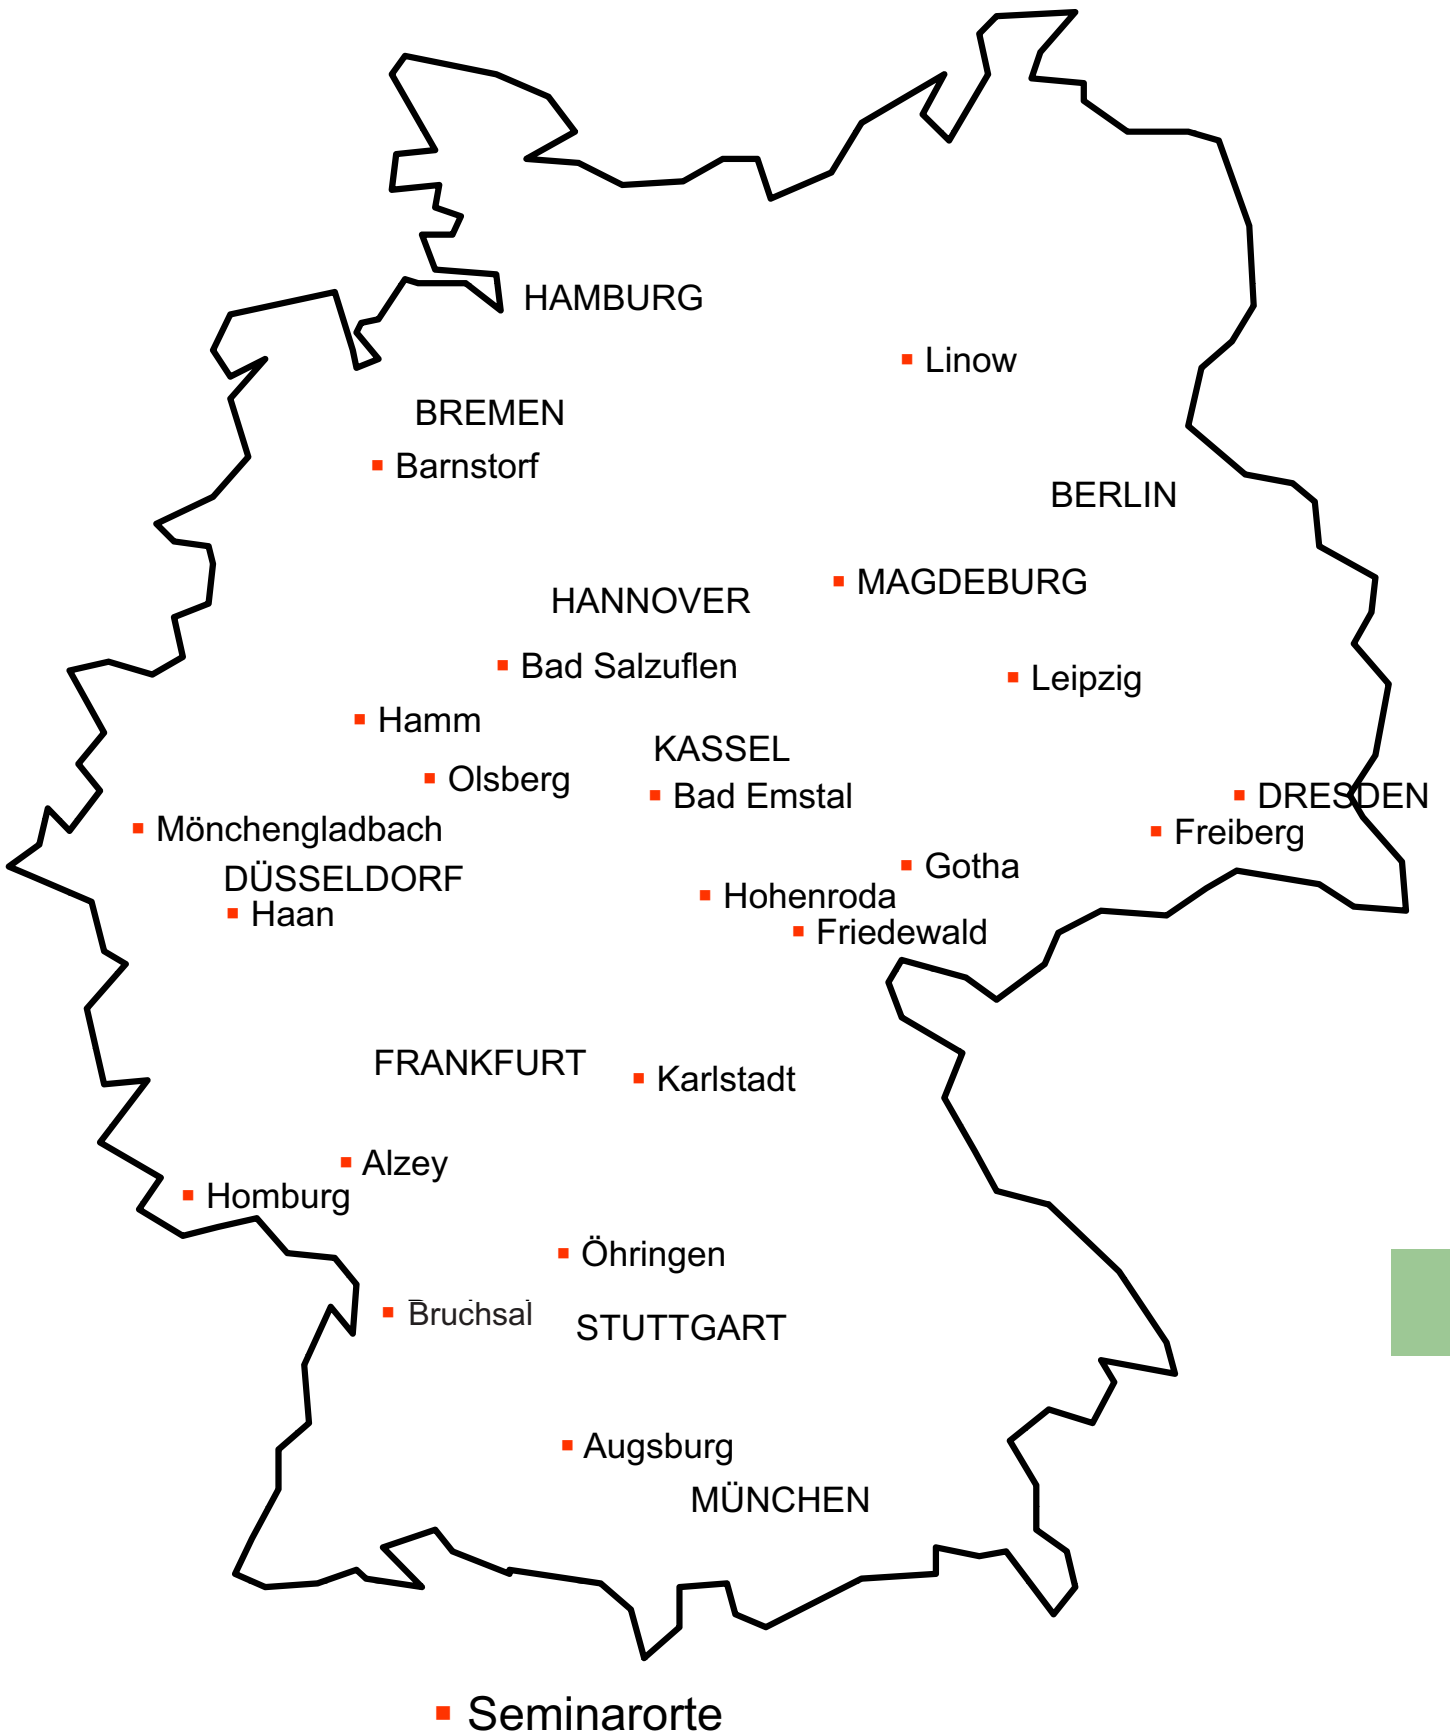 HAMBURG
Linow
BREMEN
Barnstorf
BERLIN
MAGDEBURG
HANNOVER
Bad Salzuflen
Leipzig
Hamm
KASSEL
Olsberg
Bad Emstal
DRESDEN
Mönchengladbach
Freiberg
Gotha
DÜSSELDORF
Hohenroda
Haan
Friedewald
FRANKFURT
Karlstadt
Alzey
Homburg
Öhringen
Bruchsal
STUTTGART
Augsburg
MÜNCHEN
Seminarorte